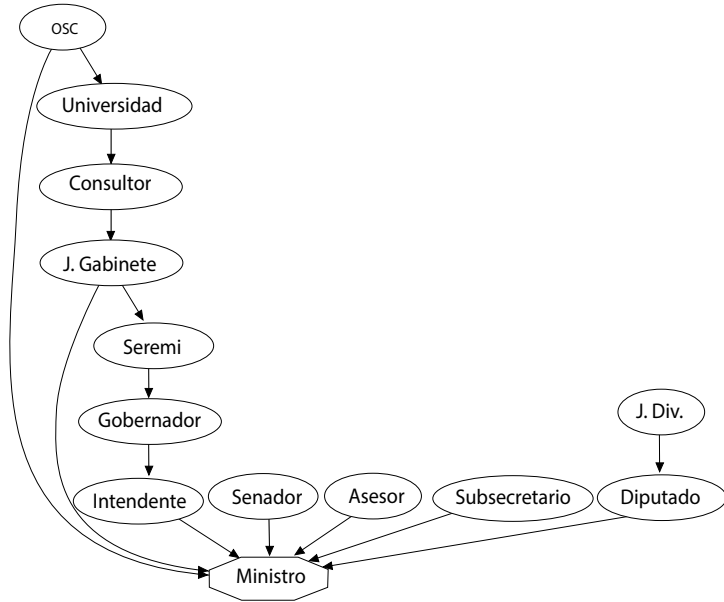 OSC
Universidad
Consultor
J. Gabinete
Seremi
Gobernador
J. Div.
Intendente
Senador
Asesor
Subsecretario
Diputado
Ministro